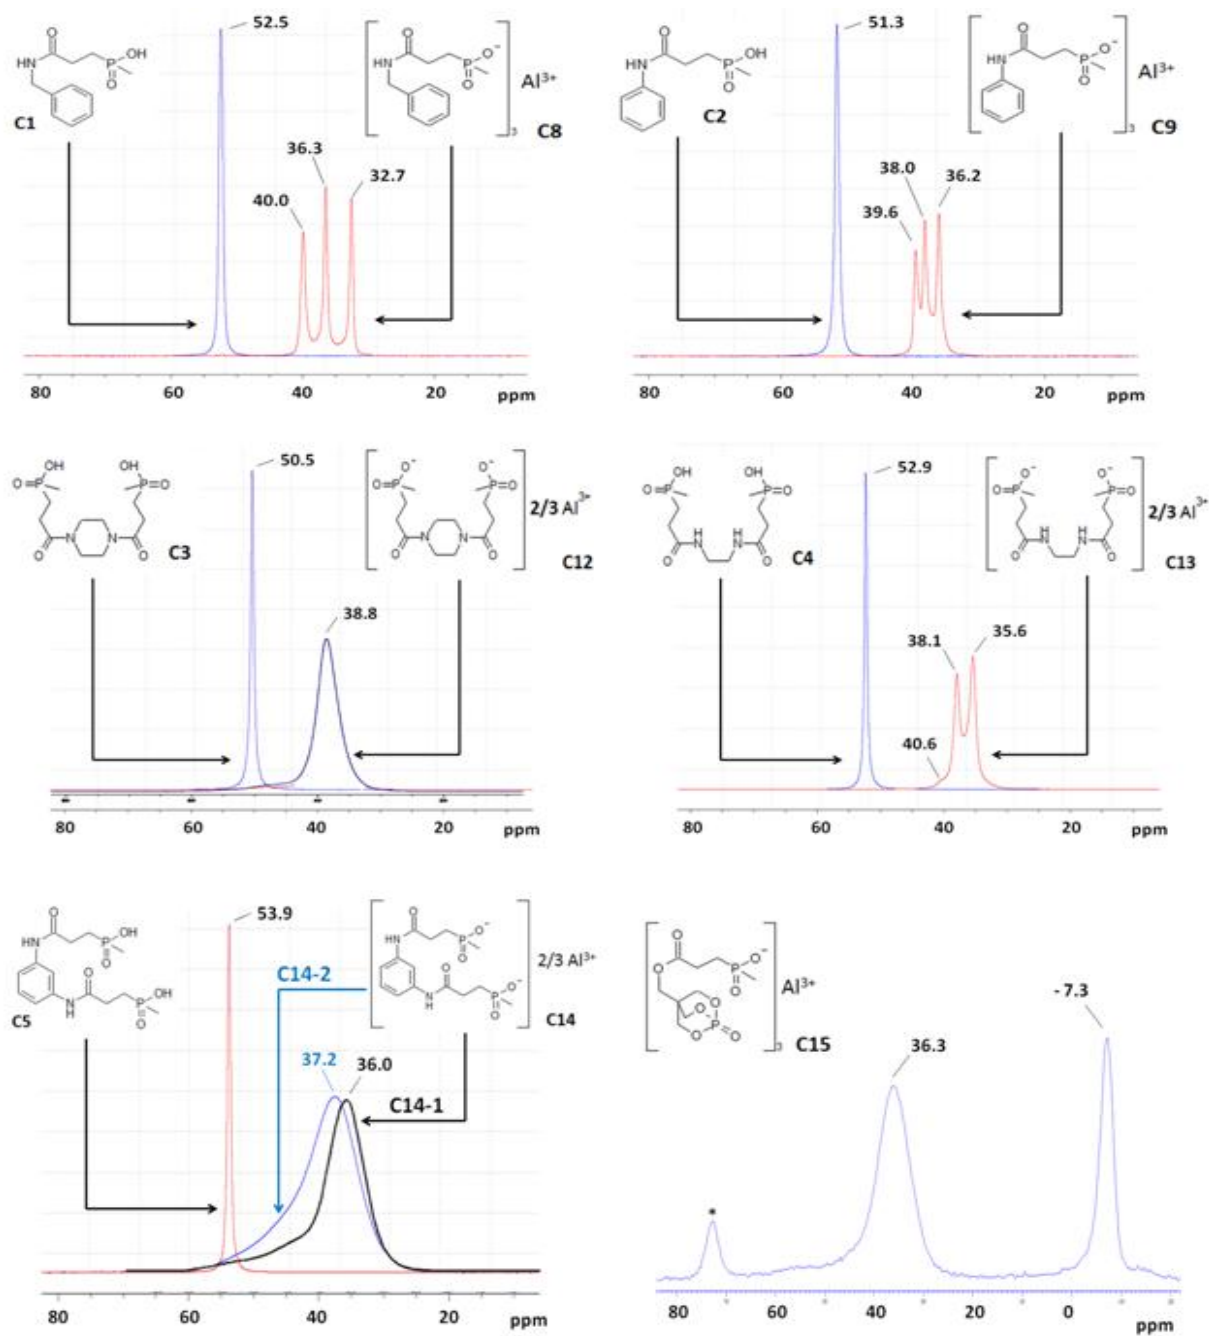 52.5
O
OH
HN
P
O
C1
O
O⁻
HN
P
O
3
Al³⁺
C8
36.3
40.0
32.7
80 60 40 20 ppm
51.3
O
OH
HN
P
O
C2
O
O⁻
HN
P
O
3
Al³⁺
C9
38.0
36.2
39.6
80 60 40 20 ppm
50.5
OH OH
O=P P=O
N N
O O
C3
O⁻ O⁻
O=P P=O
N N
O O
2/3 Al³⁺
C12
38.8
80 60 40 20 ppm
52.9
OH OH
O=P P=O
H H
N N
O O
C4
O⁻ O⁻
O=P P=O
H H
N N
O O
2/3 Al³⁺
C13
38.1
35.6
40.6
80 60 40 20 ppm
53.9
O
OH
HN
P
O
O
OH
N
H
P
O
C5
O
O⁻
HN
P
O
O
O⁻
N
H
P
O
2/3 Al³⁺
C14
C14-2
37.2
36.0
C14-1
80 60 40 20 ppm
O
O⁻
P
O
O
O
O
O
P=O
3
Al³⁺
C15
36.3
- 7.3
*
80 60 40 20 0 ppm